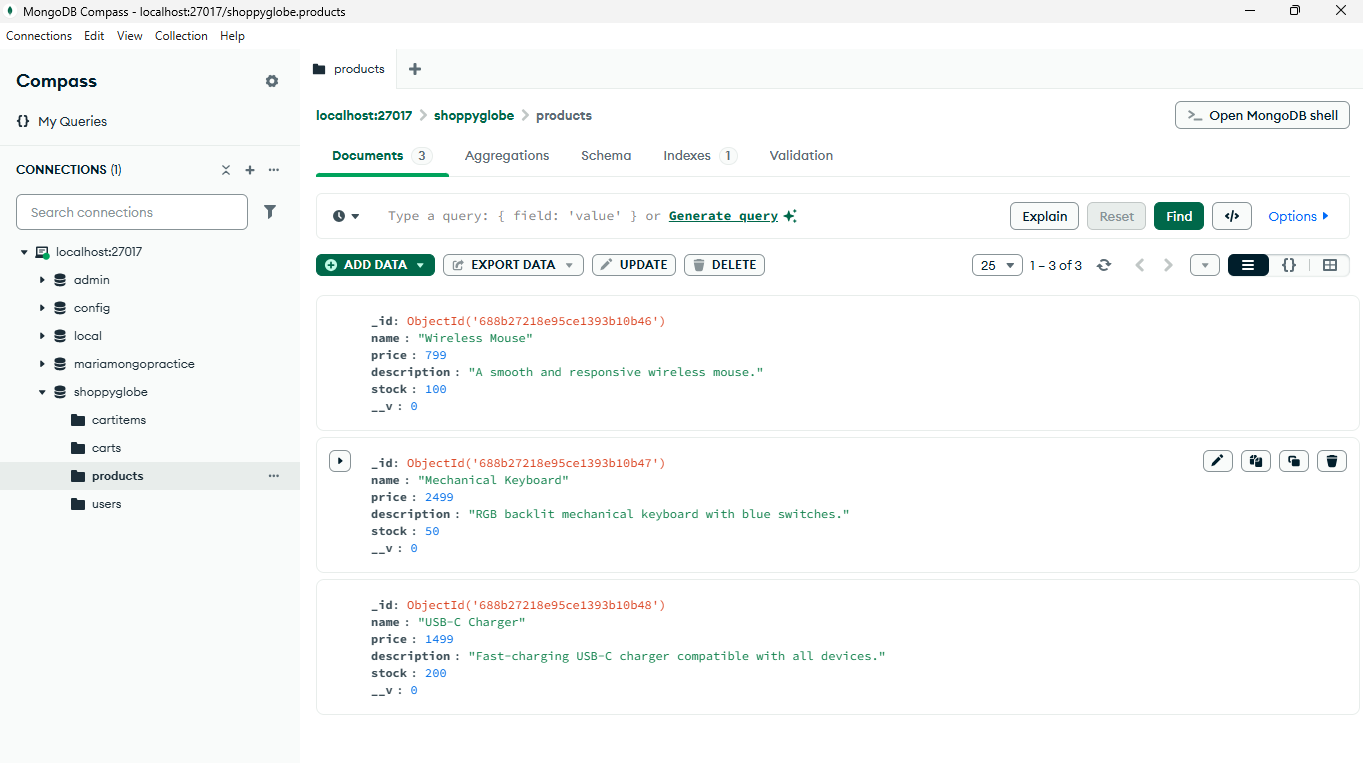 MongoDB Compass - localhost:27017/shoppyglobe.products
Connections Edit View Collection Help
Compass
{} My Queries
CONNECTIONS (1)
Search connections
localhost:27017
admin
config
local
mariamongopractice
shoppyglobe
cartitems
carts
products
users
products
localhost:27017 > shoppyglobe > products
>_ Open MongoDB shell
Documents 3 Aggregations Schema Indexes 1 Validation
Type a query: { field: 'value' } or Generate query
Explain Reset Find </> Options
ADD DATA EXPORT DATA UPDATE DELETE
25 1 – 3 of 3 {}
_id: ObjectId('688b27218e95ce1393b10b46')
name : "Wireless Mouse"
price : 799
description : "A smooth and responsive wireless mouse."
stock : 100
__v : 0
_id: ObjectId('688b27218e95ce1393b10b47')
name : "Mechanical Keyboard"
price : 2499
description : "RGB backlit mechanical keyboard with blue switches."
stock : 50
__v : 0
_id: ObjectId('688b27218e95ce1393b10b48')
name : "USB-C Charger"
price : 1499
description : "Fast-charging USB-C charger compatible with all devices."
stock : 200
__v : 0